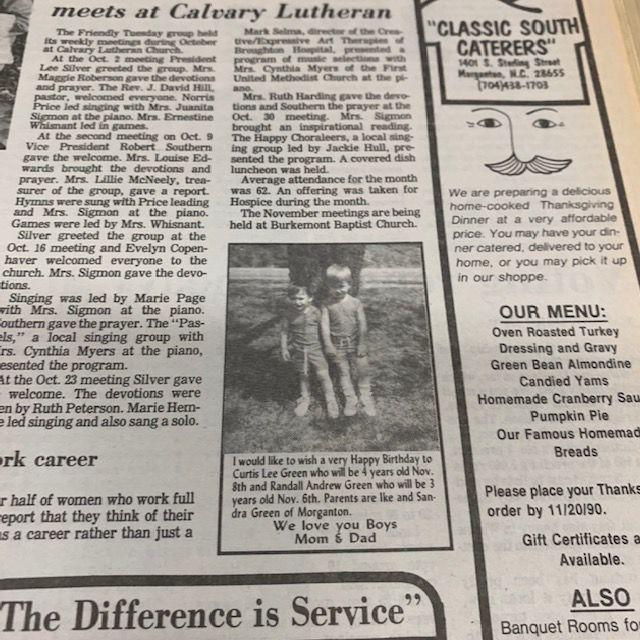 meets at Calvary Lutheran
The Friendly Tuesday group held
its weekly meetings during October
at Calvary Lutheran Church.
At the Oct. 2 meeting President
Lee Silver greeted the group. Mrs.
Maggie Roberson gave the devotions
and prayer. The Rev. J. David Hill,
pastor, welcomed everyone. Norris
Price led singing with Mrs. Juanita
Sigmon at the piano. Mrs. Ernestine
Whisnant led in games.
At the second meeting on Oct. 9
Vice President Robert Southern
gave the welcome. Mrs. Louise Ed-
wards brought the devotions and
prayer. Mrs. Lillie McNeely, trea-
surer of the group, gave a report.
Hymns were sung with Price leading
and Mrs. Sigmon at the piano.
Games were led by Mrs. Whisnant.
Silver greeted the group at the
Oct. 16 meeting and Evelyn Copen-
haver welcomed everyone to the
church. Mrs. Sigmon gave the devo-
tions.
Singing was led by Marie Page
with Mrs. Sigmon at the piano.
outhern gave the prayer. The "Pas-
els," a local singing group with
rs. Cynthia Myers at the piano,
esented the program.
At the Oct. 23 meeting Silver gave
welcome. The devotions were
en by Ruth Peterson. Marie Hem-
e led singing and also sang a solo.
Mark Selma, director of the Crea-
tive/Expressive Art Therapies of
Broughton Hospital, presented a
program of music selections with
Mrs. Cynthia Myers of the First
United Methodist Church at the pi-
ano.
Mrs. Ruth Harding gave the devo-
tions and Southern the prayer at the
Oct. 30 meeting. Mrs. Sigmon
brought an inspirational reading.
The Happy Choraleers, a local sing-
ing group led by Jackie Hull, pre-
sented the program. A covered dish
luncheon was held.
Average attendance for the month
was 62. An offering was taken for
Hospice during the month.
The November meetings are being
held at Burkemont Baptist Church.
I would like to wish a very Happy Birthday to
Curtis Lee Green who will be 4 years old Nov.
8th and Randall Andrew Green who will be 3
years old Nov. 6th. Parents are Ike and San-
dra Green of Morganton.
We love you Boys
Mom & Dad
rk career
r half of women who work full
eport that they think of their
s a career rather than just a
The Difference is Service"
"CLASSIC SOUTH
CATERERS"
1401 S. Sterling Street
Morganton, N.C. 28655
(704)438-1703
We are preparing a delicious
home-cooked Thanksgiving
Dinner at a very affordable
price. You may have your din-
ner catered, delivered to your
home, or you may pick it up
in our shoppe.
OUR MENU:
Oven Roasted Turkey
Dressing and Gravy
Green Bean Almondine
Candied Yams
Homemade Cranberry Sau
Pumpkin Pie
Our Famous Homemad
Breads
Please place your Thanks
order by 11/20/90.
Gift Certificates a
Available.
ALSO
Banquet Rooms fo